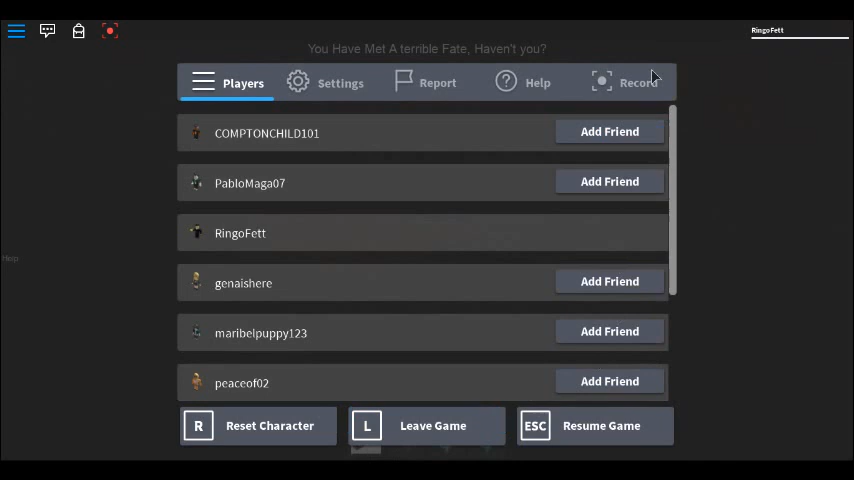 RingoFett
You Have Met A terrible Fate, Haven't you?
Players Settings Report Help Record
COMPTONCHILD101 Add Friend
PabloMaga07 Add Friend
RingoFett
genaishere Add Friend
Help
maribelpuppy123 Add Friend
peaceof02 Add Friend
R Reset Character L Leave Game ESC Resume Game